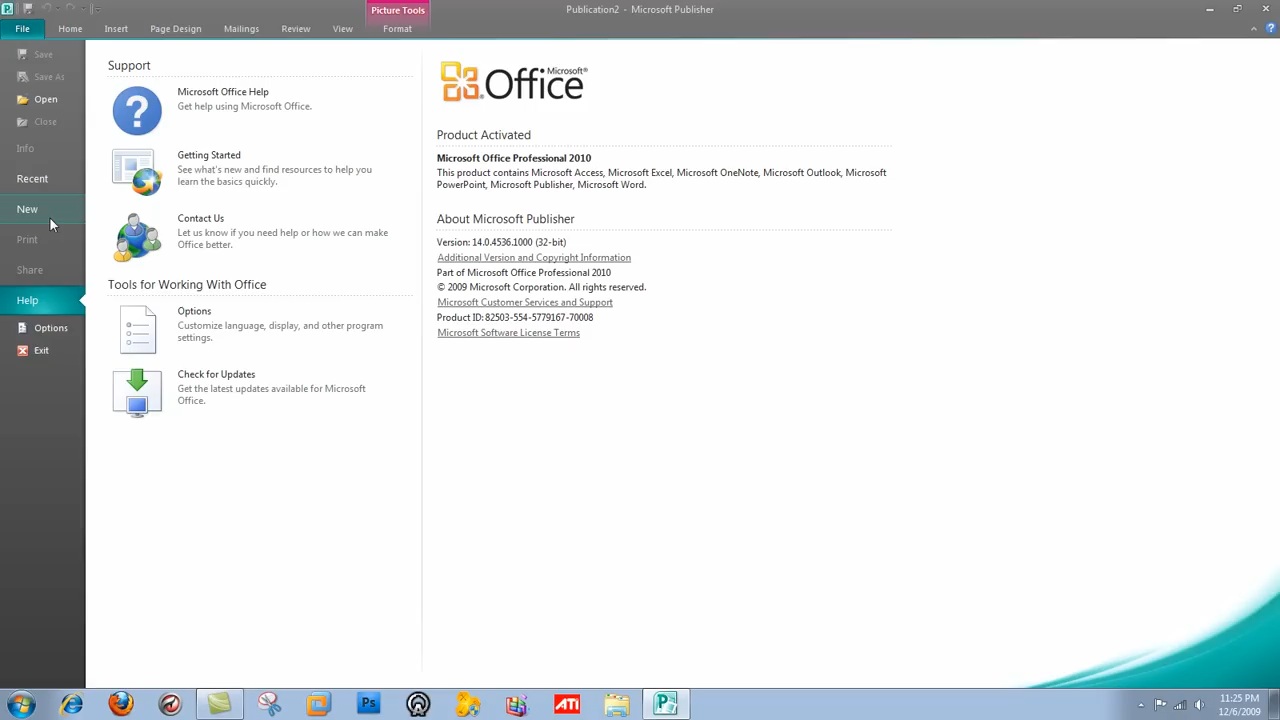 Picture Tools
Publication2 - Microsoft Publisher
File
Home
Insert
Page Design
Mailings
Review
View
Format
Save
Save As
Open
Close
Info
Recent
New
Print
Share
Help
Options
Exit
Support
Microsoft Office Help
Get help using Microsoft Office.
Getting Started
See what's new and find resources to help you
learn the basics quickly.
Contact Us
Let us know if you need help or how we can make
Office better.
Tools for Working With Office
Options
Customize language, display, and other program
settings.
Check for Updates
Get the latest updates available for Microsoft
Office.
Microsoft®
Office
Product Activated
Microsoft Office Professional 2010
This product contains Microsoft Access, Microsoft Excel, Microsoft OneNote, Microsoft Outlook, Microsoft
PowerPoint, Microsoft Publisher, Microsoft Word.
About Microsoft Publisher
Version: 14.0.4536.1000 (32-bit)
Additional Version and Copyright Information
Part of Microsoft Office Professional 2010
© 2009 Microsoft Corporation. All rights reserved.
Microsoft Customer Services and Support
Product ID: 82503-554-5779167-70008
Microsoft Software License Terms
Ps
ATI
P
11:25 PM
12/6/2009